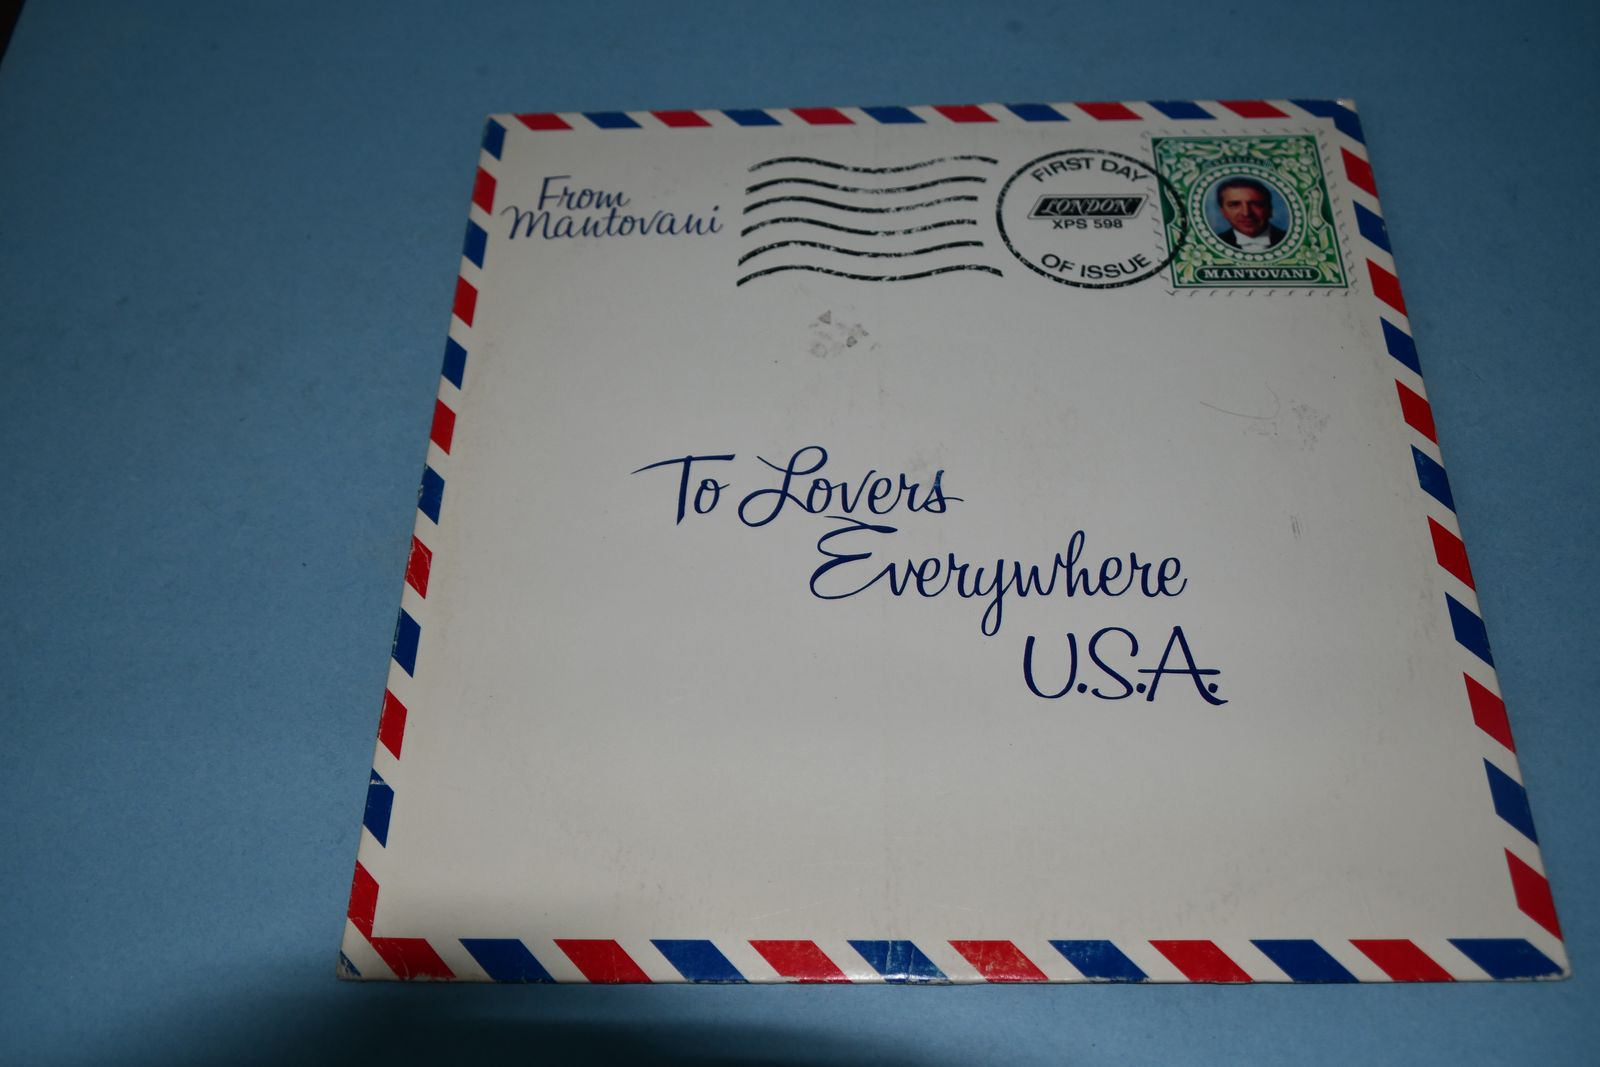 From
Mantovani
FIRST DAY
LONDON
XPS 598
OF ISSUE
MANTOVANI
To Lovers
Everywhere
U.S.A.